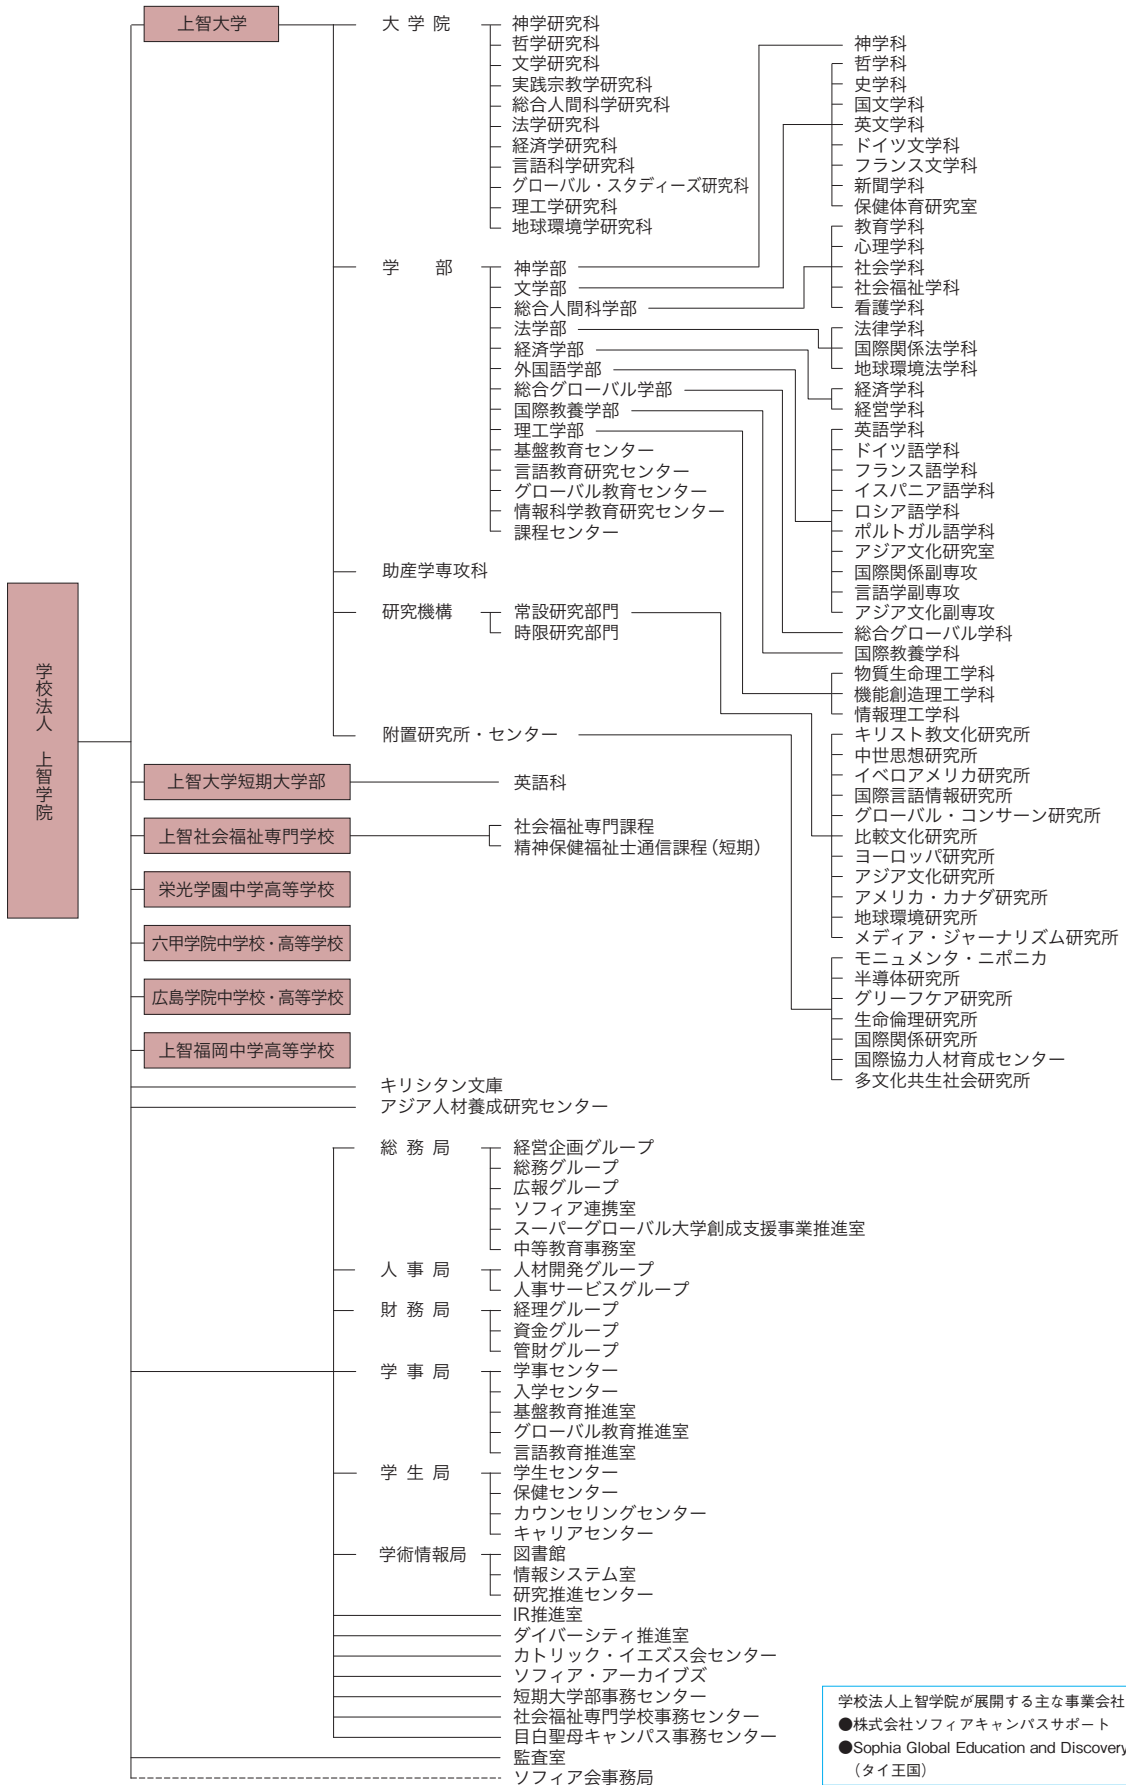 学校法人 上智学院
上智大学
大学院
神学研究科
哲学研究科
文学研究科
実践宗教学研究科
総合人間科学研究科
法学研究科
経済学研究科
言語科学研究科
グローバル・スタディーズ研究科
理工学研究科
地球環境学研究科
学部
神学部
文学部
総合人間科学部
法学部
経済学部
外国語学部
総合グローバル学部
国際教養学部
理工学部
基盤教育センター
言語教育研究センター
グローバル教育センター
情報科学教育研究センター
課程センター
神学科
哲学科
史学科
国文学科
英文学科
ドイツ文学科
フランス文学科
新聞学科
保健体育研究室
教育学科
心理学科
社会学科
社会福祉学科
看護学科
法律学科
国際関係法学科
地球環境法学科
経済学科
経営学科
英語学科
ドイツ語学科
フランス語学科
イスパニア語学科
ロシア語学科
ポルトガル語学科
アジア文化研究室
国際関係副専攻
言語学副専攻
アジア文化副専攻
総合グローバル学科
国際教養学科
物質生命理工学科
機能創造理工学科
情報理工学科
助産学専攻科
研究機構
常設研究部門
時限研究部門
キリスト教文化研究所
中世思想研究所
イベロアメリカ研究所
国際言語情報研究所
グローバル・コンサーン研究所
比較文化研究所
ヨーロッパ研究所
アジア文化研究所
アメリカ・カナダ研究所
地球環境研究所
メディア・ジャーナリズム研究所
附置研究所・センター
モニュメンタ・ニポニカ
半導体研究所
グリーフケア研究所
生命倫理研究所
国際関係研究所
国際協力人材育成センター
多文化共生社会研究所
上智大学短期大学部
英語科
上智社会福祉専門学校
社会福祉専門課程
精神保健福祉士通信課程(短期)
栄光学園中学高等学校
六甲学院中学校・高等学校
広島学院中学校・高等学校
上智福岡中学高等学校
キリシタン文庫
アジア人材養成研究センター
総務局
経営企画グループ
総務グループ
広報グループ
ソフィア連携室
スーパーグローバル大学創成支援事業推進室
中等教育事務室
人事局
人材開発グループ
人事サービスグループ
財務局
経理グループ
資金グループ
管財グループ
学事局
学事センター
入学センター
基盤教育推進室
グローバル教育推進室
言語教育推進室
学生局
学生センター
保健センター
カウンセリングセンター
キャリアセンター
学術情報局
図書館
情報システム室
研究推進センター
IR推進室
ダイバーシティ推進室
カトリック・イエズス会センター
ソフィア・アーカイブズ
短期大学部事務センター
社会福祉専門学校事務センター
目白聖母キャンパス事務センター
監査室
ソフィア会事務局
学校法人上智学院が展開する主な事業会社
●株式会社ソフィアキャンパスサポート
●Sophia Global Education and Discovery
(タイ王国)